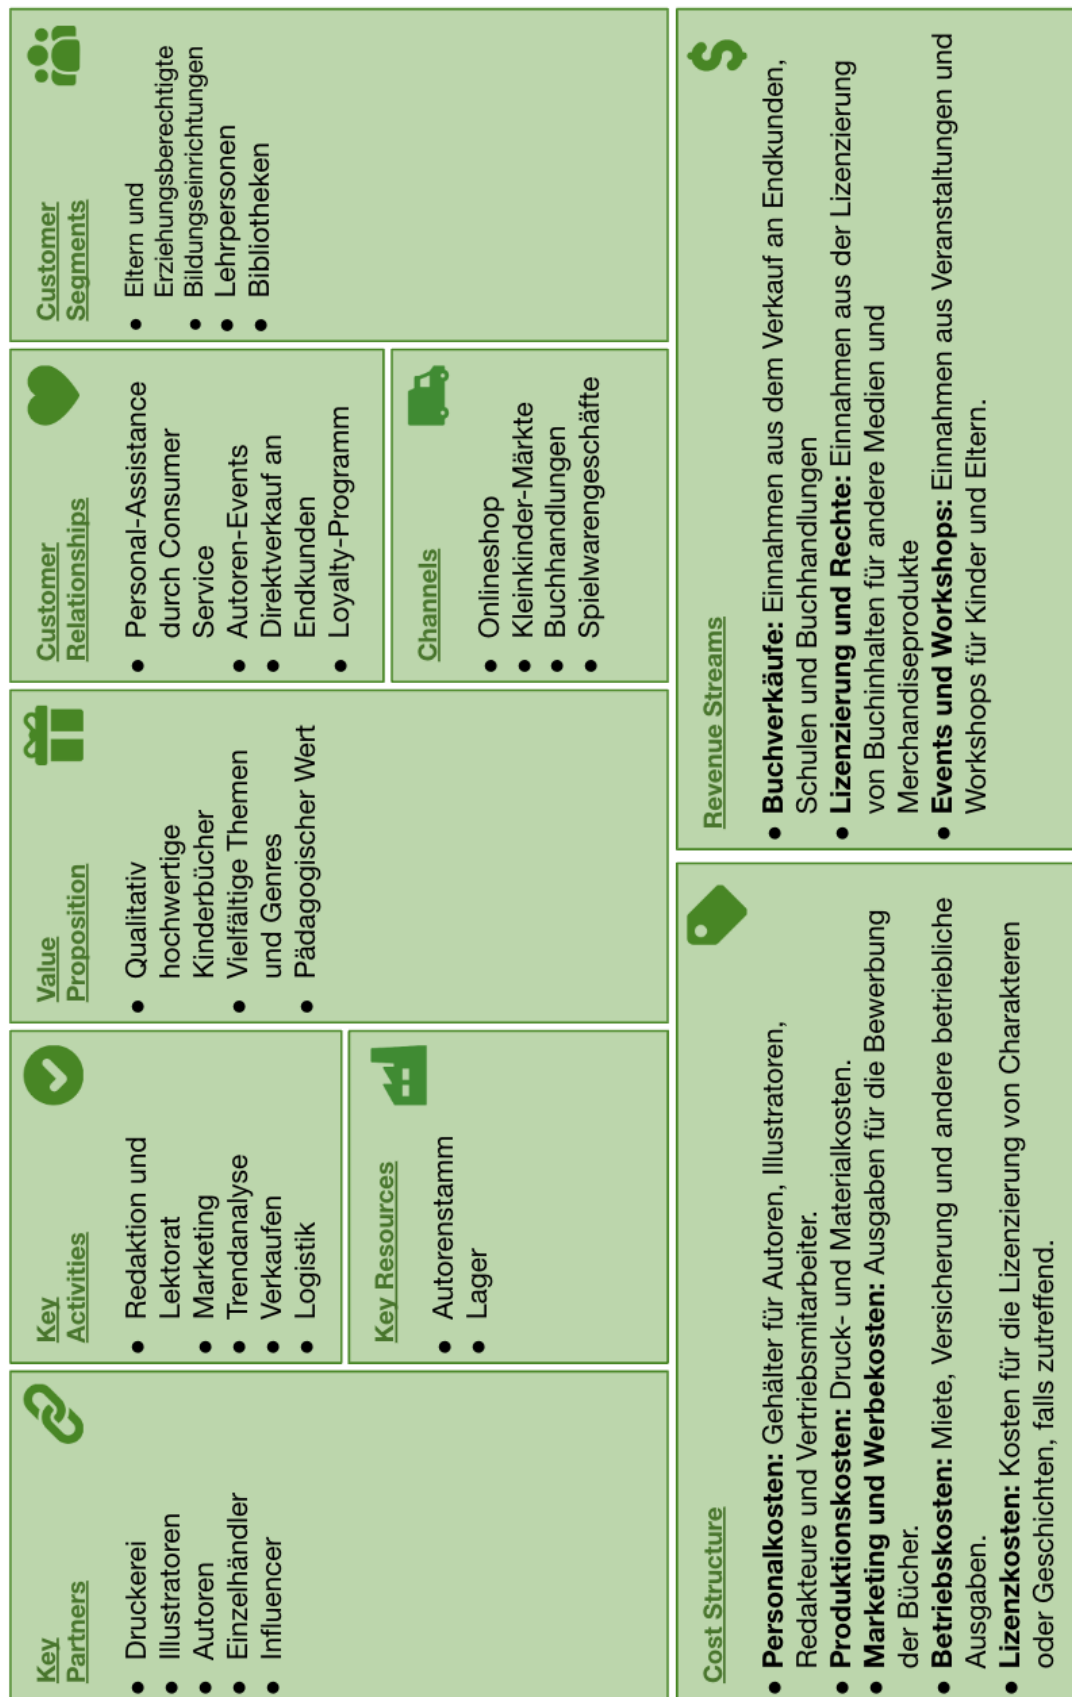 Key
Partners
Druckerei
Illustratoren
Autoren
Einzelhändler
Influencer
Key
Activities
Redaktion und
Lektorat
Marketing
Trendanalyse
Verkaufen
Logistik
Key Resources
Autorenstamm
Lager
Value
Proposition
Qualitativ
hochwertige
Kinderbücher
Vielfältige Themen
und Genres
Pädagogischer Wert
Customer
Relationships
Personal-Assistance
durch Consumer
Service
Autoren-Events
Direktverkauf an
Endkunden
Loyalty-Programm
Channels
Onlineshop
Kleinkinder-Märkte
Buchhandlungen
Spielwarengeschäfte
Customer
Segments
Eltern und
Erziehungsberechtigte
Bildungseinrichtungen
Lehrpersonen
Bibliotheken
Cost Structure
Personalkosten: Gehälter für Autoren, Illustratoren,
Redakteure und Vertriebsmitarbeiter.
Produktionskosten: Druck- und Materialkosten.
Marketing und Werbekosten: Ausgaben für die Bewerbung
der Bücher.
Betriebskosten: Miete, Versicherung und andere betriebliche
Ausgaben.
Lizenzkosten: Kosten für die Lizenzierung von Charakteren
oder Geschichten, falls zutreffend.
Revenue Streams
$
Buchverkäufe: Einnahmen aus dem Verkauf an Endkunden,
Schulen und Buchhandlungen
Lizenzierung und Rechte: Einnahmen aus der Lizenzierung
von Buchinhalten für andere Medien und
Merchandiseprodukte
Events und Workshops: Einnahmen aus Veranstaltungen und
Workshops für Kinder und Eltern.